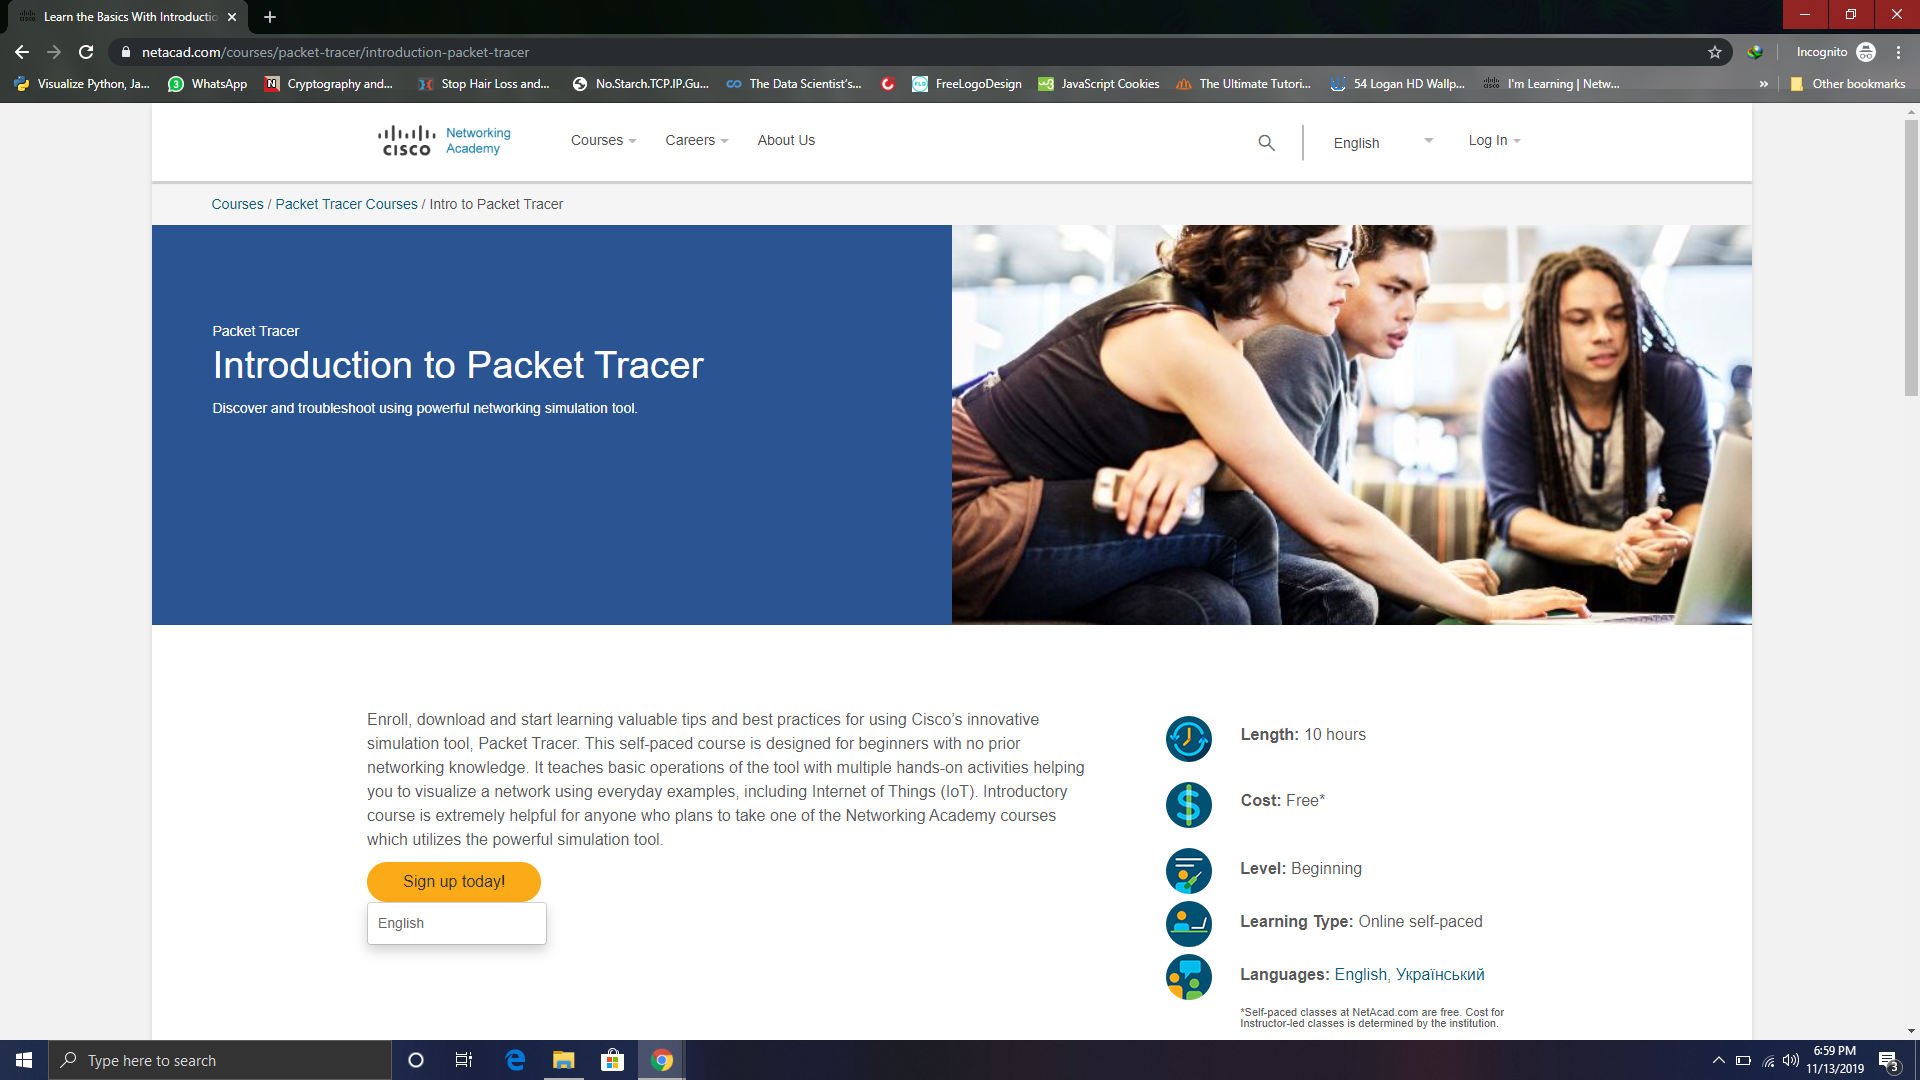 Learn the Basics With Introductio
netacad.com/courses/packet-tracer/introduction-packet-tracer
Incognito
Visualize Python, Ja...
WhatsApp
Cryptography and...
Stop Hair Loss and...
No.Starch.TCP.IP.Gu...
The Data Scientist's...
FreeLogoDesign
JavaScript Cookies
The Ultimate Tutori...
54 Logan HD Wallp...
I'm Learning | Netw...
»
Other bookmarks
CISCO
Networking
Academy
Courses
Careers
About Us
English
Log In
Courses / Packet Tracer Courses / Intro to Packet Tracer
Packet Tracer
Introduction to Packet Tracer
Discover and troubleshoot using powerful networking simulation tool.
Enroll, download and start learning valuable tips and best practices for using Cisco’s innovative
simulation tool, Packet Tracer. This self-paced course is designed for beginners with no prior
networking knowledge. It teaches basic operations of the tool with multiple hands-on activities helping
you to visualize a network using everyday examples, including Internet of Things (IoT). Introductory
course is extremely helpful for anyone who plans to take one of the Networking Academy courses
which utilizes the powerful simulation tool.
Sign up today!
English
Length: 10 hours
Cost: Free*
Level: Beginning
Learning Type: Online self-paced
Languages: English, Український
*Self-paced classes at NetAcad.com are free. Cost for
Instructor-led classes is determined by the institution.
Type here to search
6:59 PM
11/13/2019
3